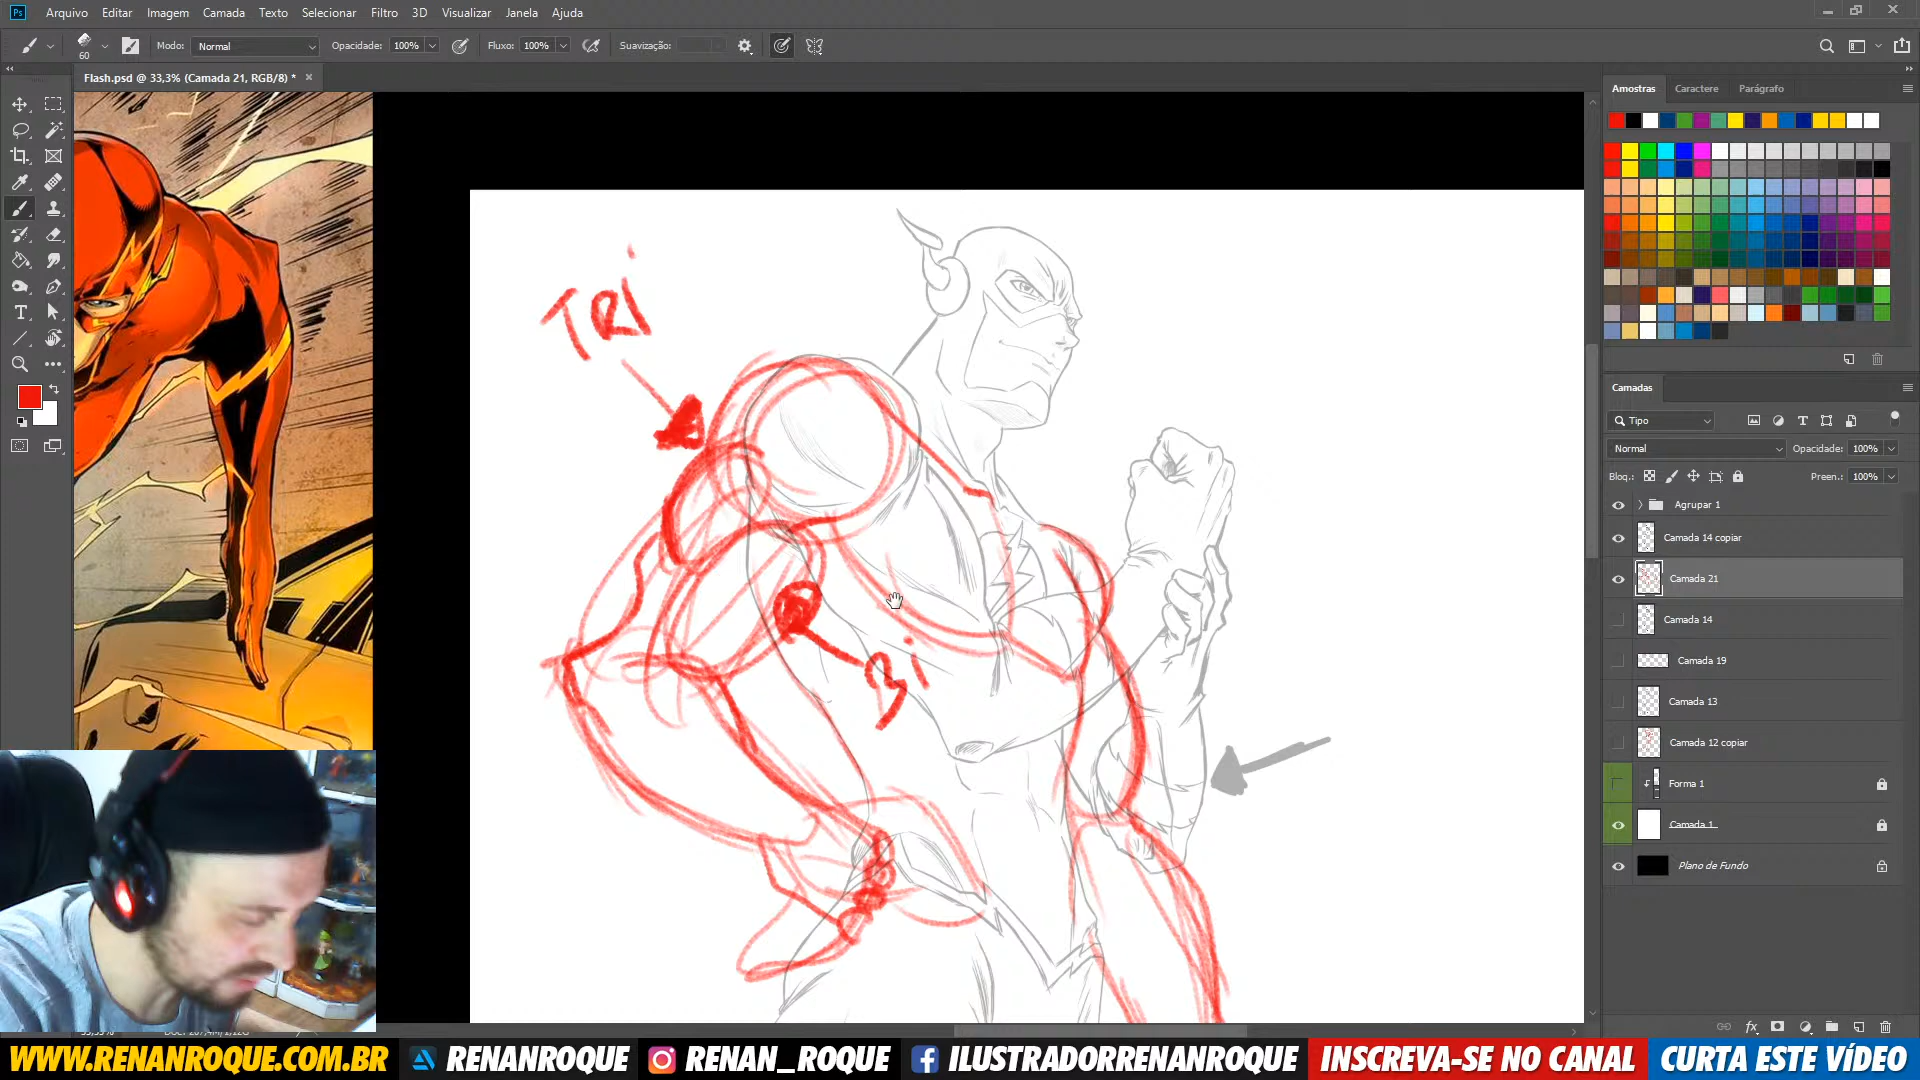 Ps Arquivo Editar Imagem Camada Texto Selecionar Filtro 3D Visualizar Janela Ajuda
60 Modo: Normal Opacidade: 100% Fluxo: 100% Suavização:
Flash.psd @ 33,3% (Camada 21, RGB/8) * ×
Amostras Caractere Parágrafo
TRi
Bi
Camadas
Tipo
Normal Opacidade: 100%
Bloq.: Preen.: 100%
Agrupar 1
Camada 14 copiar
Camada 21
Camada 14
Camada 19
Camada 13
Camada 12 copiar
Forma 1
Camada 1
Plano de Fundo
WWW.RENANROQUE.COM.BR RENANROQUE RENAN__ROQUE ILUSTRADORRENANROQUE INSCREVA-SE NO CANAL CURTA ESTE VÍDEO